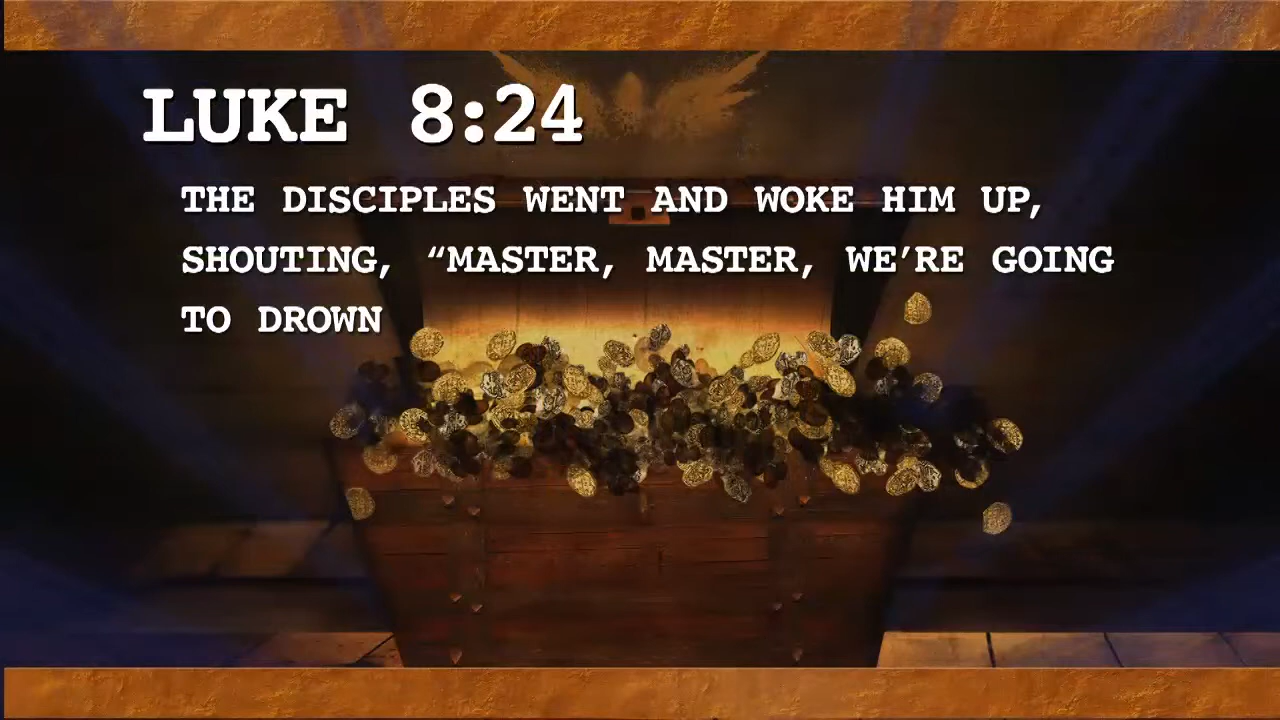 LUKE 8:24
THE DISCIPLES WENT AND WOKE HIM UP,
SHOUTING, “MASTER, MASTER, WE’RE GOING
TO DROWN